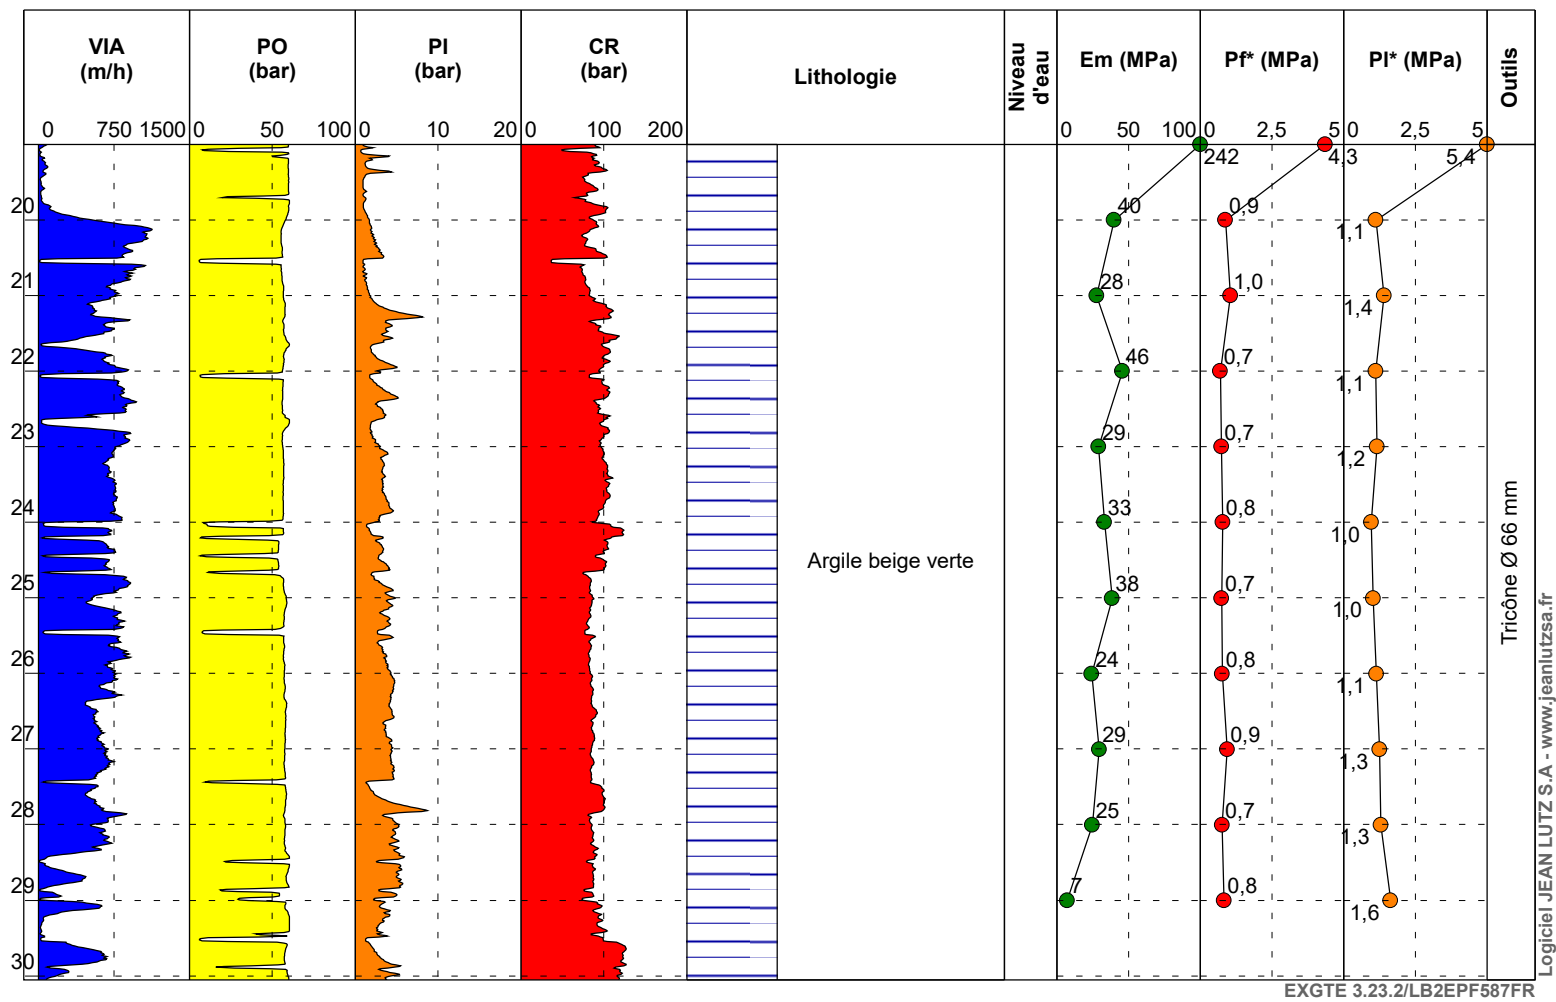 VIA
(m/h)
PO
(bar)
PI
(bar)
CR
(bar)
Lithologie
Niveau
d'eau
Em (MPa)
Pf* (MPa)
Pl* (MPa)
Outils
0 750 1500
0 50 100
0 10 20
0 100 200
0 50 100
0 2,5 5
0 2,5 5
242 4,3 5,4
20 40 0,9 1,1
21 28 1,0 1,4
22 46 0,7 1,1
23 29 0,7 1,2
24 33 0,8 1,0
25 38 0,7 1,0
26 24 0,8 1,1
27 29 0,9 1,3
28 25 0,7 1,3
29 7 0,8 1,6
30
Argile beige verte
Tricône Ø 66 mm
Logiciel JEAN LUTZ S.A - www.jeanlutzsa.fr
EXGTE 3.23.2/LB2EPF587FR